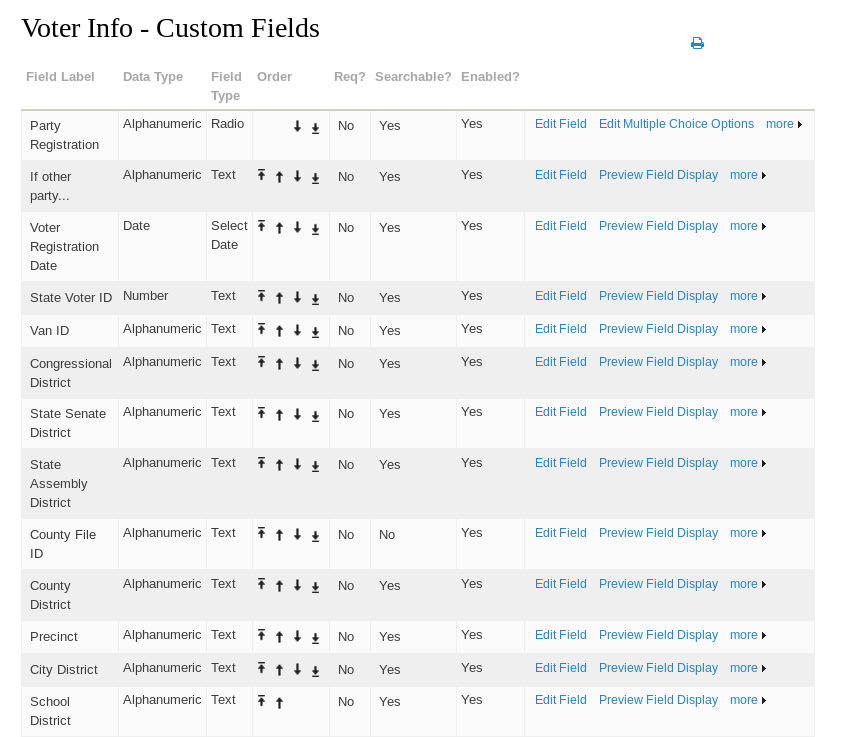 Voter Info - Custom Fields
Field Label Data Type Field Type Order Req? Searchable? Enabled?
Party Registration Alphanumeric Radio No Yes Yes Edit Field Edit Multiple Choice Options more
If other party... Alphanumeric Text No Yes Yes Edit Field Preview Field Display more
Voter Registration Date Date Select Date No Yes Yes Edit Field Preview Field Display more
State Voter ID Number Text No Yes Yes Edit Field Preview Field Display more
Van ID Alphanumeric Text No Yes Yes Edit Field Preview Field Display more
Congressional District Alphanumeric Text No Yes Yes Edit Field Preview Field Display more
State Senate District Alphanumeric Text No Yes Yes Edit Field Preview Field Display more
State Assembly District Alphanumeric Text No Yes Yes Edit Field Preview Field Display more
County File ID Alphanumeric Text No No Yes Edit Field Preview Field Display more
County District Alphanumeric Text No Yes Yes Edit Field Preview Field Display more
Precinct Alphanumeric Text No Yes Yes Edit Field Preview Field Display more
City District Alphanumeric Text No Yes Yes Edit Field Preview Field Display more
School District Alphanumeric Text No Yes Yes Edit Field Preview Field Display more